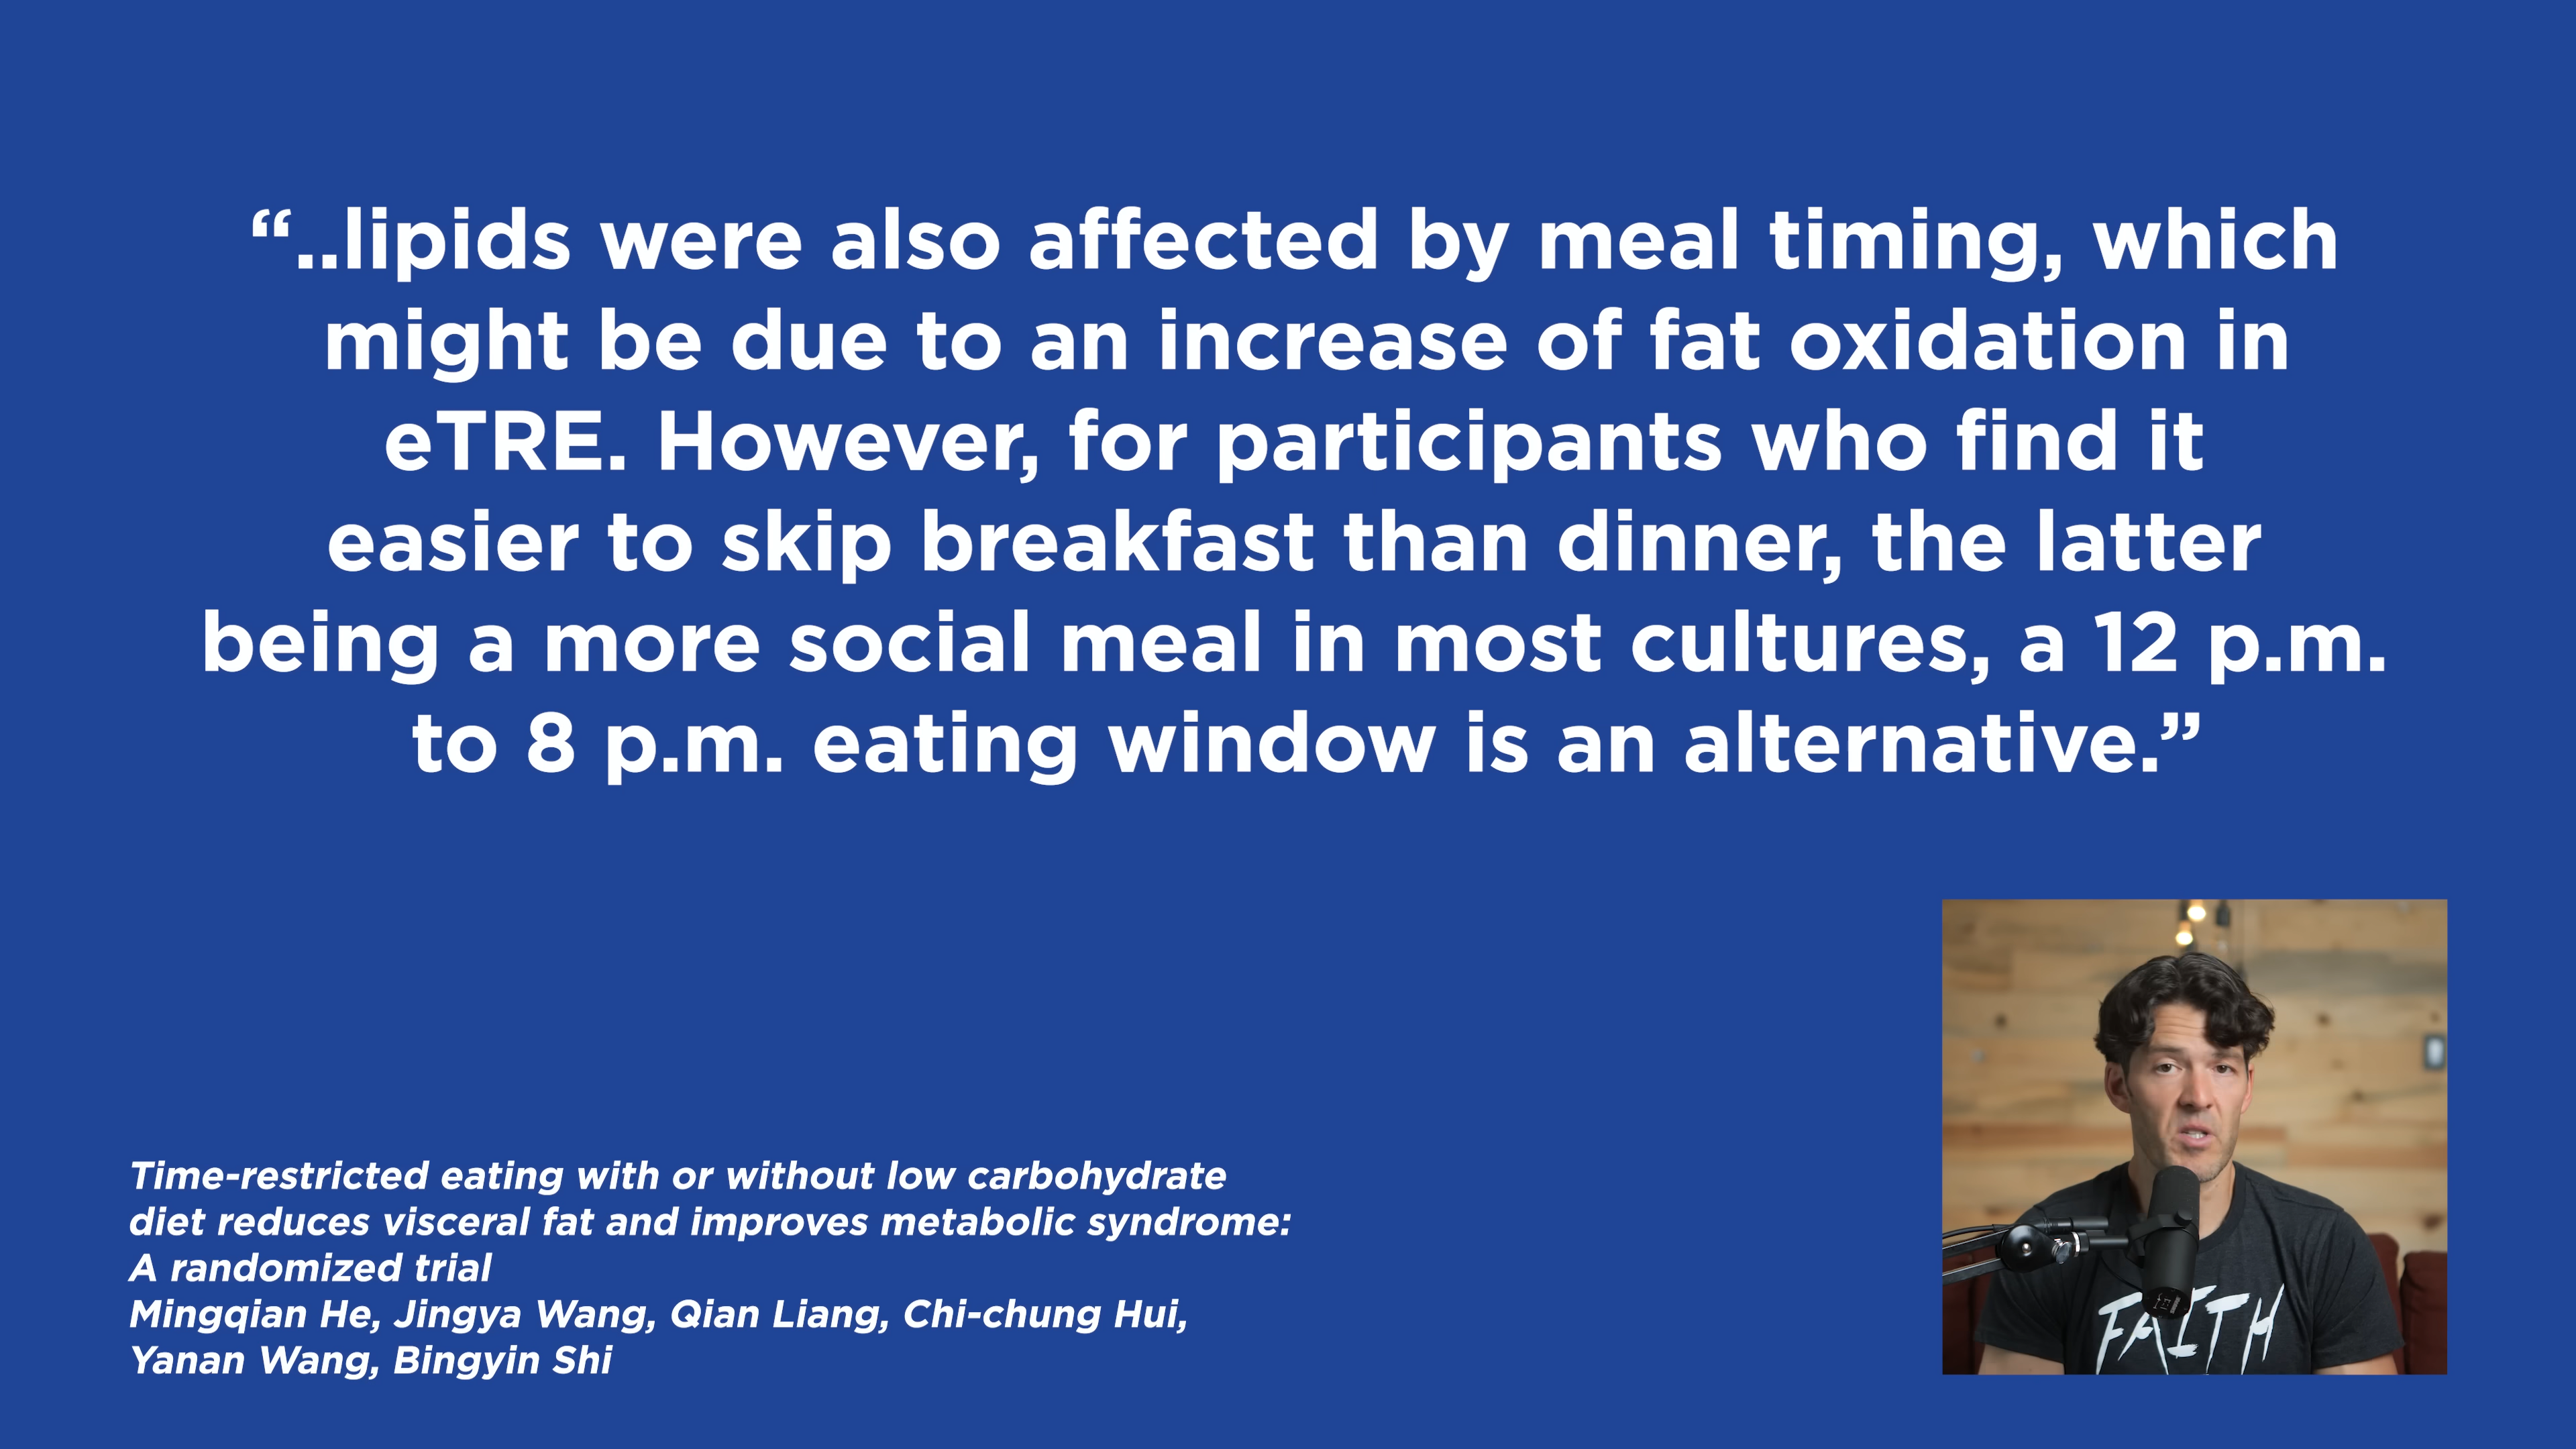 “..lipids were also affected by meal timing, which
might be due to an increase of fat oxidation in
eTRE. However, for participants who find it
easier to skip breakfast than dinner, the latter
being a more social meal in most cultures, a 12 p.m.
to 8 p.m. eating window is an alternative.”
Time-restricted eating with or without low carbohydrate
diet reduces visceral fat and improves metabolic syndrome:
A randomized trial
Mingqian He, Jingya Wang, Qian Liang, Chi-chung Hui,
Yanan Wang, Bingyin Shi
FAITH